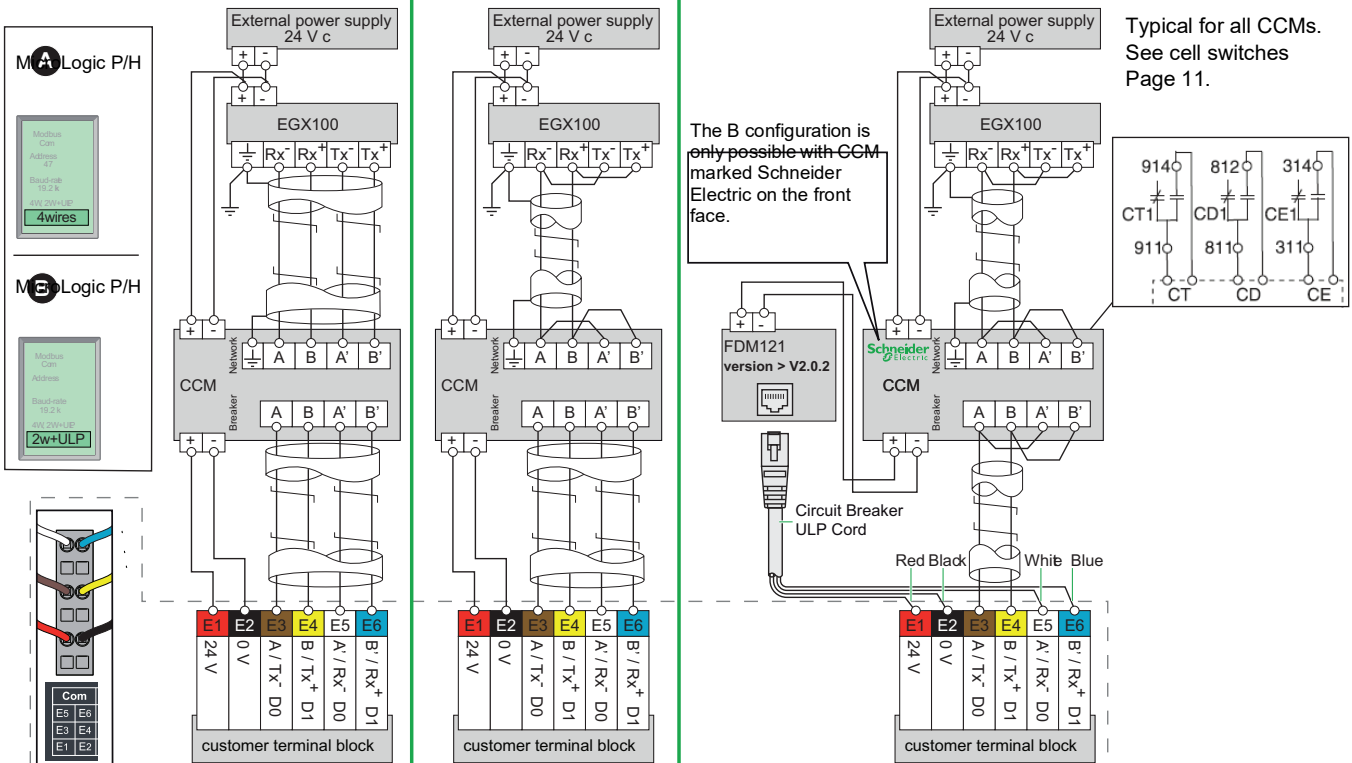 A
MicroLogic P/H
Modbus
Com
Address
47
Baud-rate
19.2 k
4W, 2W+ULP
4wires
B
MicroLogic P/H
Modbus
Com
Address
Baud-rate
19.2 k
4W, 2W+ULP
2w+ULP
Com
E5 E6
E3 E4
E1 E2
External power supply
24 V c
+ -
+ -
EGX100
Rx- Rx+ Tx- Tx+
+ -
Network
A B A' B'
CCM
Breaker
A B A' B'
+ -
E1 E2 E3 E4 E5 E6
24 V
0 V
A / Tx- D0
B / Tx+ D1
A' / Rx- D0
B' / Rx+ D1
customer terminal block
External power supply
24 V c
+ -
+ -
EGX100
Rx- Rx+ Tx- Tx+
+ -
Network
A B A' B'
CCM
Breaker
A B A' B'
+ -
E1 E2 E3 E4 E5 E6
24 V
0 V
A / Tx- D0
B / Tx+ D1
A' / Rx- D0
B' / Rx+ D1
customer terminal block
The B configuration is
only possible with CCM
marked Schneider
Electric on the front
face.
External power supply
24 V c
+ -
+ -
EGX100
Rx- Rx+ Tx- Tx+
+ -
FDM121
version > V2.0.2
+ -
Schneider
Electric
Network
A B A' B'
CCM
Breaker
A B A' B'
+ -
Circuit Breaker
ULP Cord
Red Black White Blue
E1 E2 E3 E4 E5 E6
24 V
0 V
A / Tx- D0
B / Tx+ D1
A' / Rx- D0
B' / Rx+ D1
customer terminal block
Typical for all CCMs.
See cell switches
Page 11.
914 812 314
CT1 CD1 CE1
911 811 311
CT CD CE